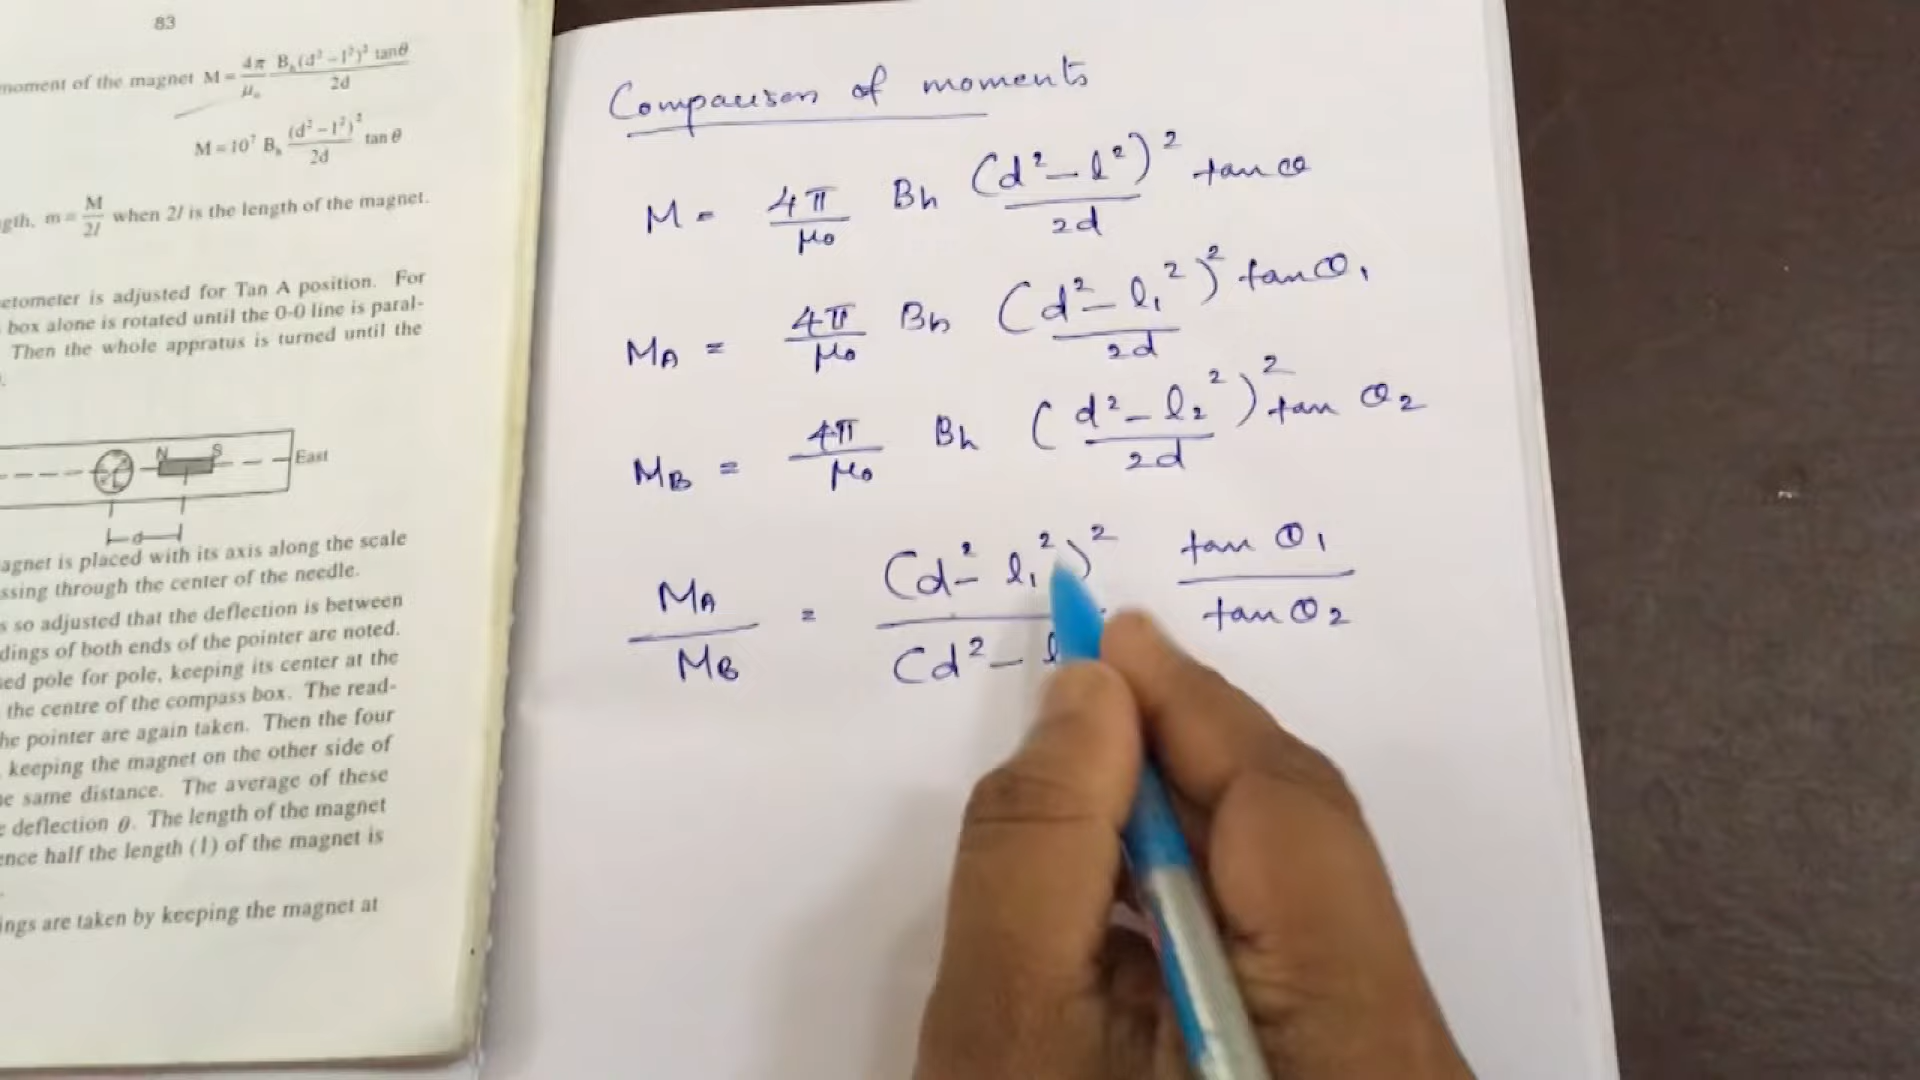 83
moment of the magnet M = 4π/μ₀ Bₕ(d² – l²)² tanθ/2d
M = 10⁷ Bₕ (d² – l²)²/2d tan θ
m = M/2l when 2l is the length of the magnet.
is adjusted for Tan A position. For
box alone is rotated until the 0-0 line is paral-
Then the whole appratus is turned until the
N S
East
d
is placed with its axis along the scale
through the center of the needle.
so adjusted that the deflection is between
of both ends of the pointer are noted.
pole for pole, keeping its center at the
the centre of the compass box. The read-
pointer are again taken. Then the four
keeping the magnet on the other side of
same distance. The average of these
deflection θ. The length of the magnet
half the length (l) of the magnet is
are taken by keeping the magnet at
Comparison of moments
M = 4π/μ₀ Bh (d² – l²)²/2d tan θ
MA = 4π/μ₀ Bh (d² – l₁²)²/2d tan θ₁
MB = 4π/μ₀ Bh (d² – l₂²)²/2d tan θ₂
MA/MB = (d² – l₁²)²/(d² – l tan θ₁/tan θ₂